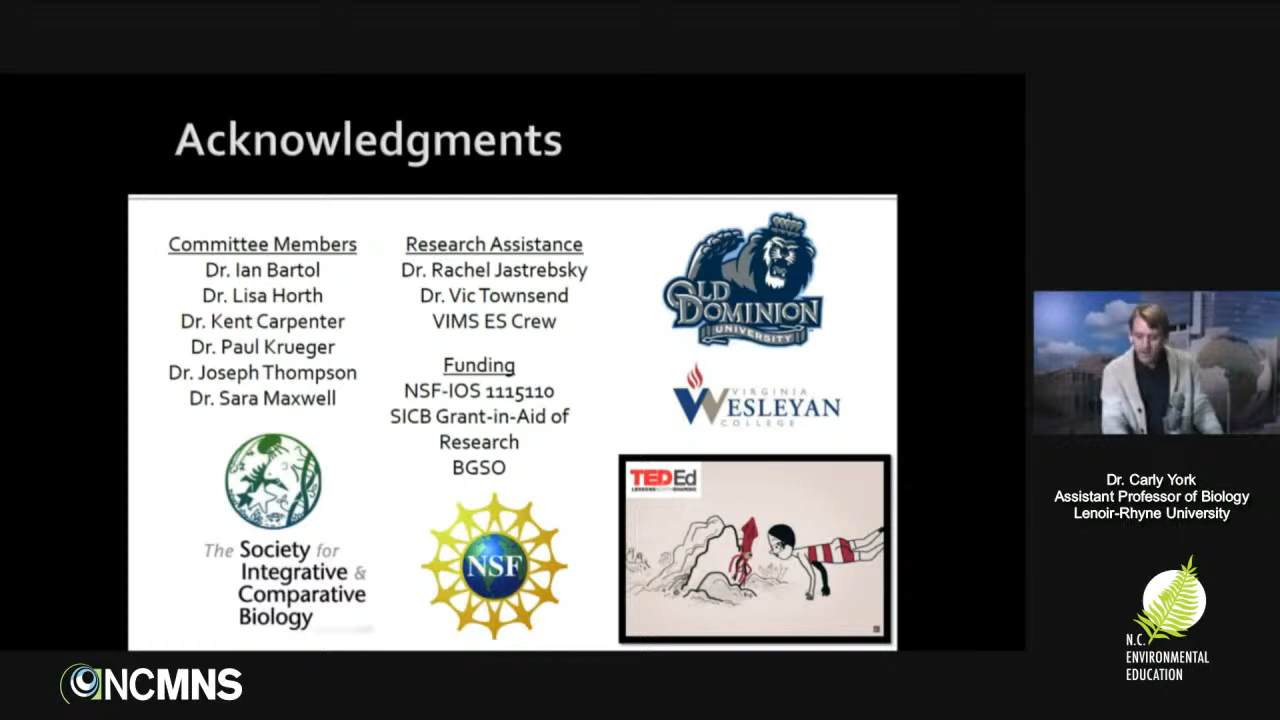 Acknowledgments
Committee Members
Dr. Ian Bartol
Dr. Lisa Horth
Dr. Kent Carpenter
Dr. Paul Krueger
Dr. Joseph Thompson
Dr. Sara Maxwell
Research Assistance
Dr. Rachel Jastrebsky
Dr. Vic Townsend
VIMS ES Crew
Funding
NSF-IOS 1115110
SICB Grant-in-Aid of
Research
BGSO
OLD
DOMINION
UNIVERSITY
VIRGINIA
WESLEYAN
COLLEGE
The Society for
Integrative &
Comparative
Biology
NSF
TEDEd
LESSONS WORTH SHARING
Dr. Carly York
Assistant Professor of Biology
Lenoir-Rhyne University
N.C.
ENVIRONMENTAL
EDUCATION
NCMNS